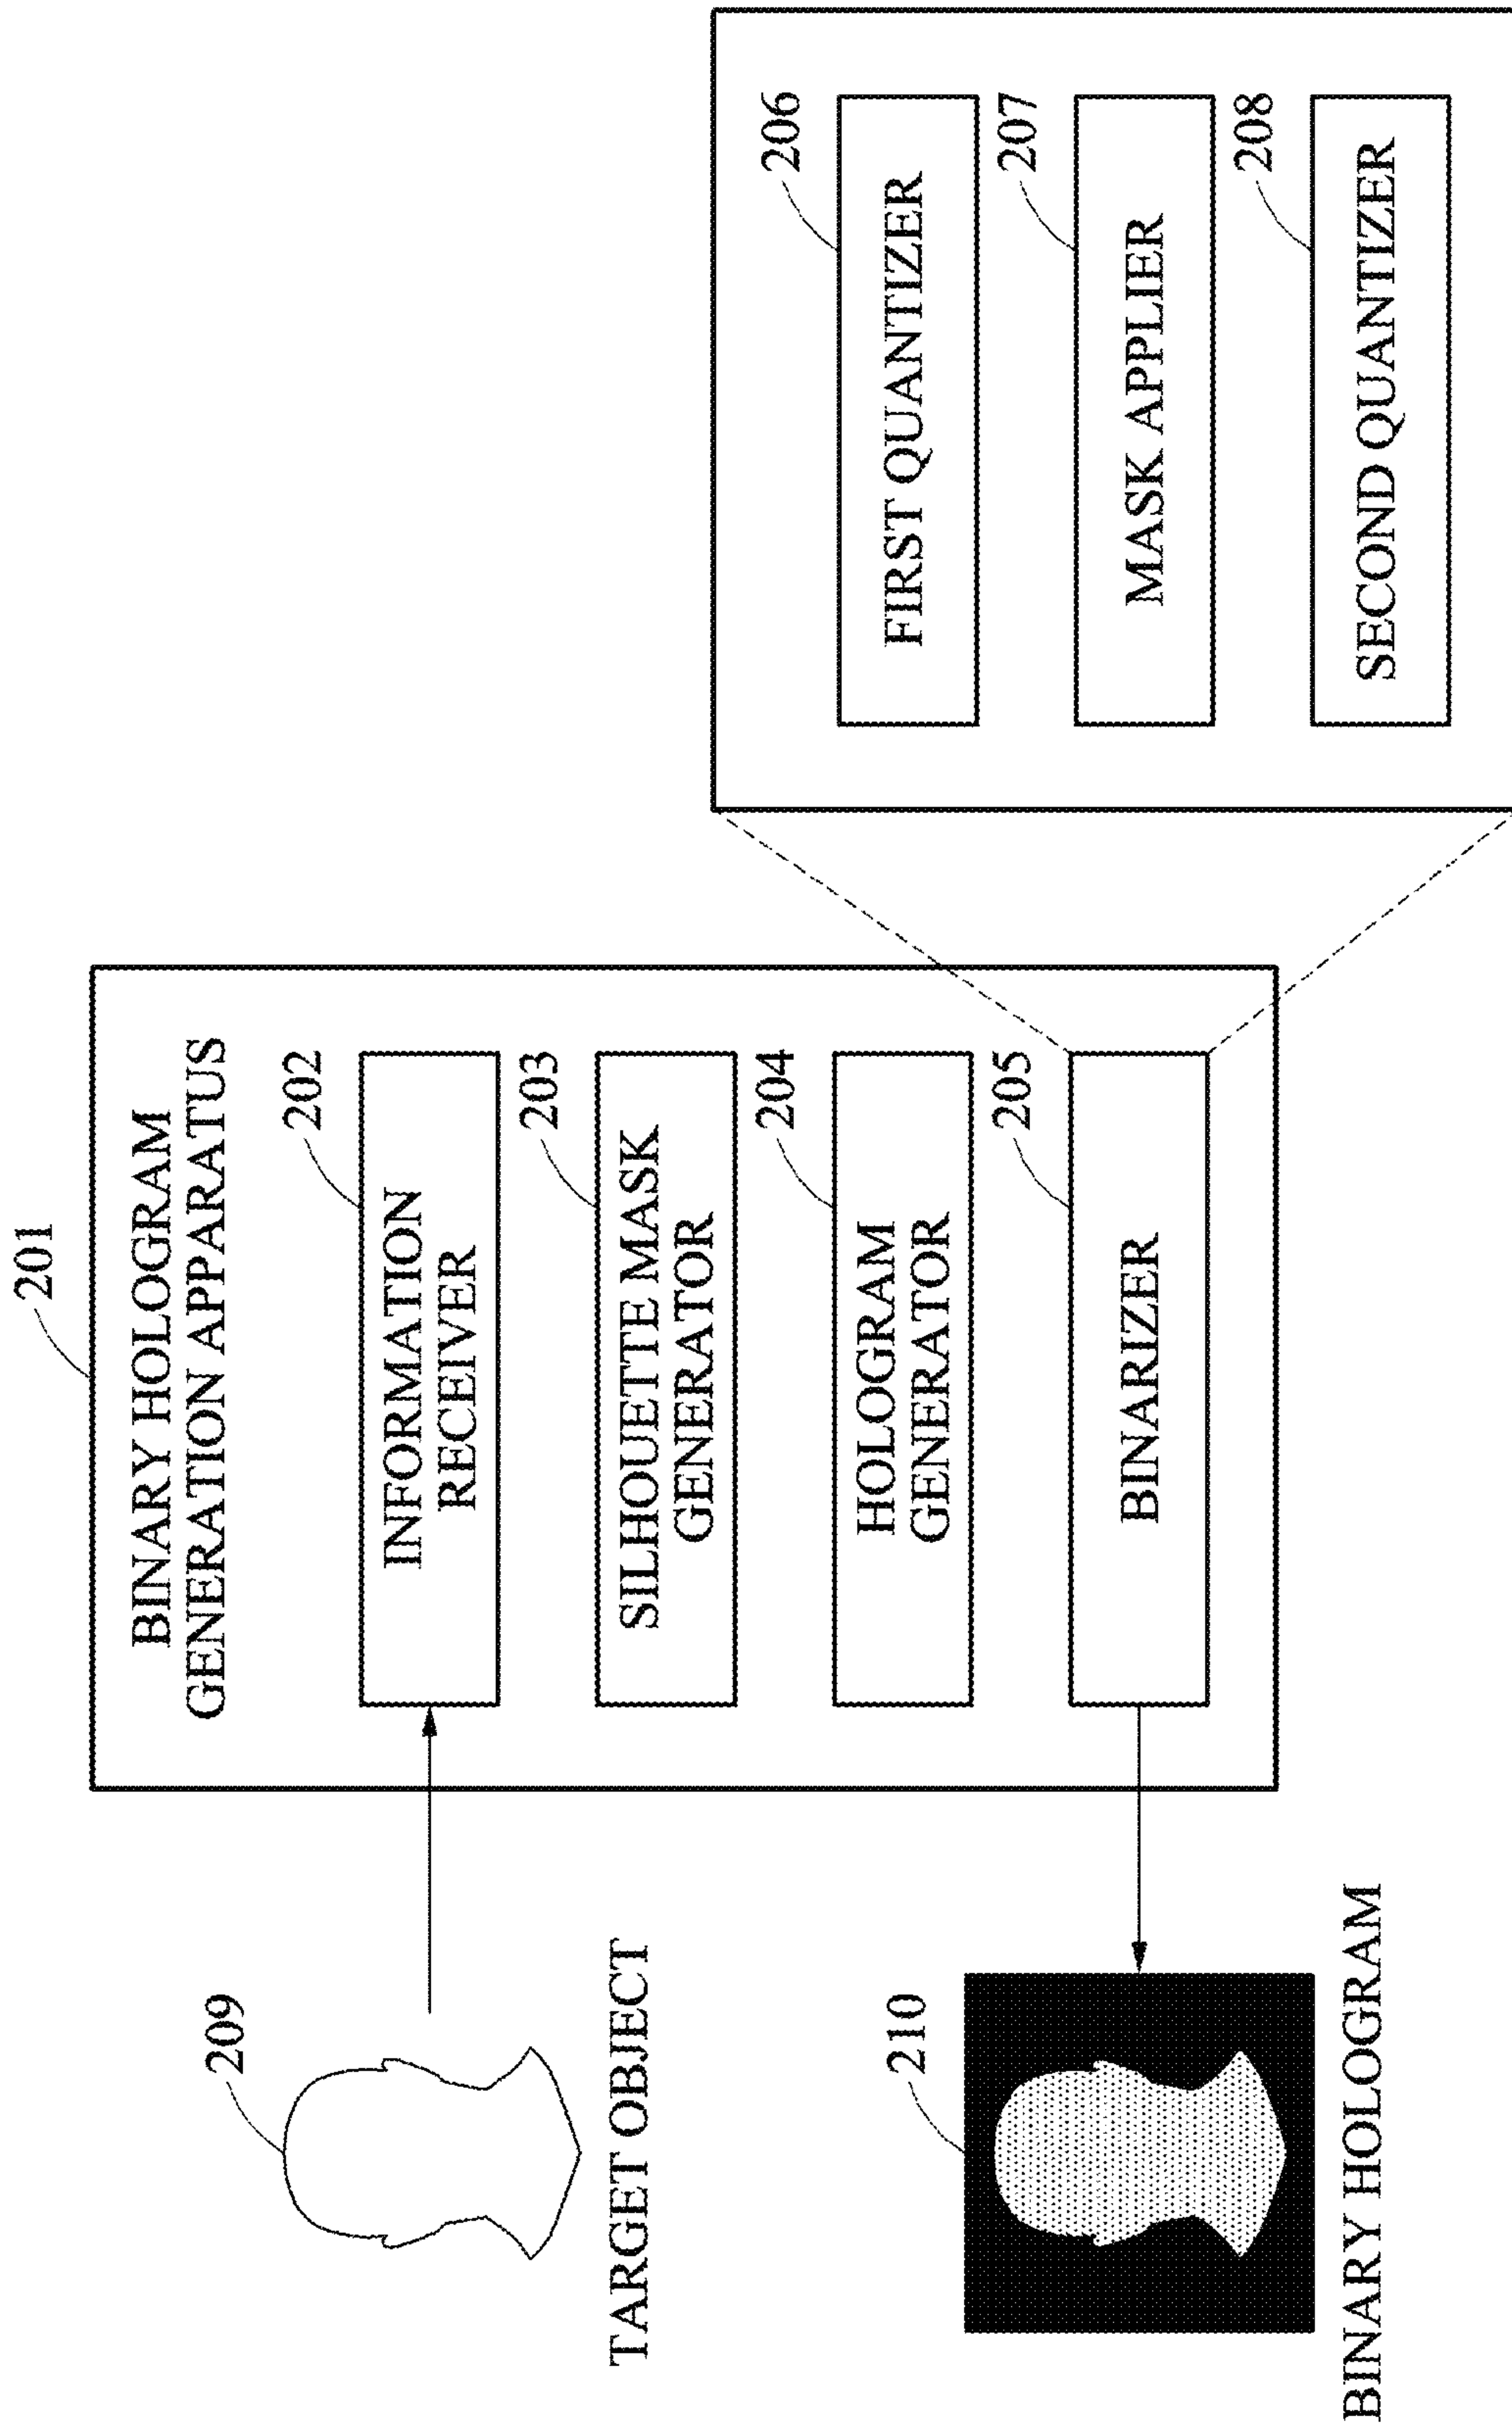 201
BINARY HOLOGRAM
GENERATION APPARATUS
209
TARGET OBJECT
202
INFORMATION
RECEIVER
203
SILHOUETTE MASK
GENERATOR
204
HOLOGRAM
GENERATOR
205
BINARIZER
210
BINARY HOLOGRAM
206
FIRST QUANTIZER
207
MASK APPLIER
208
SECOND QUANTIZER